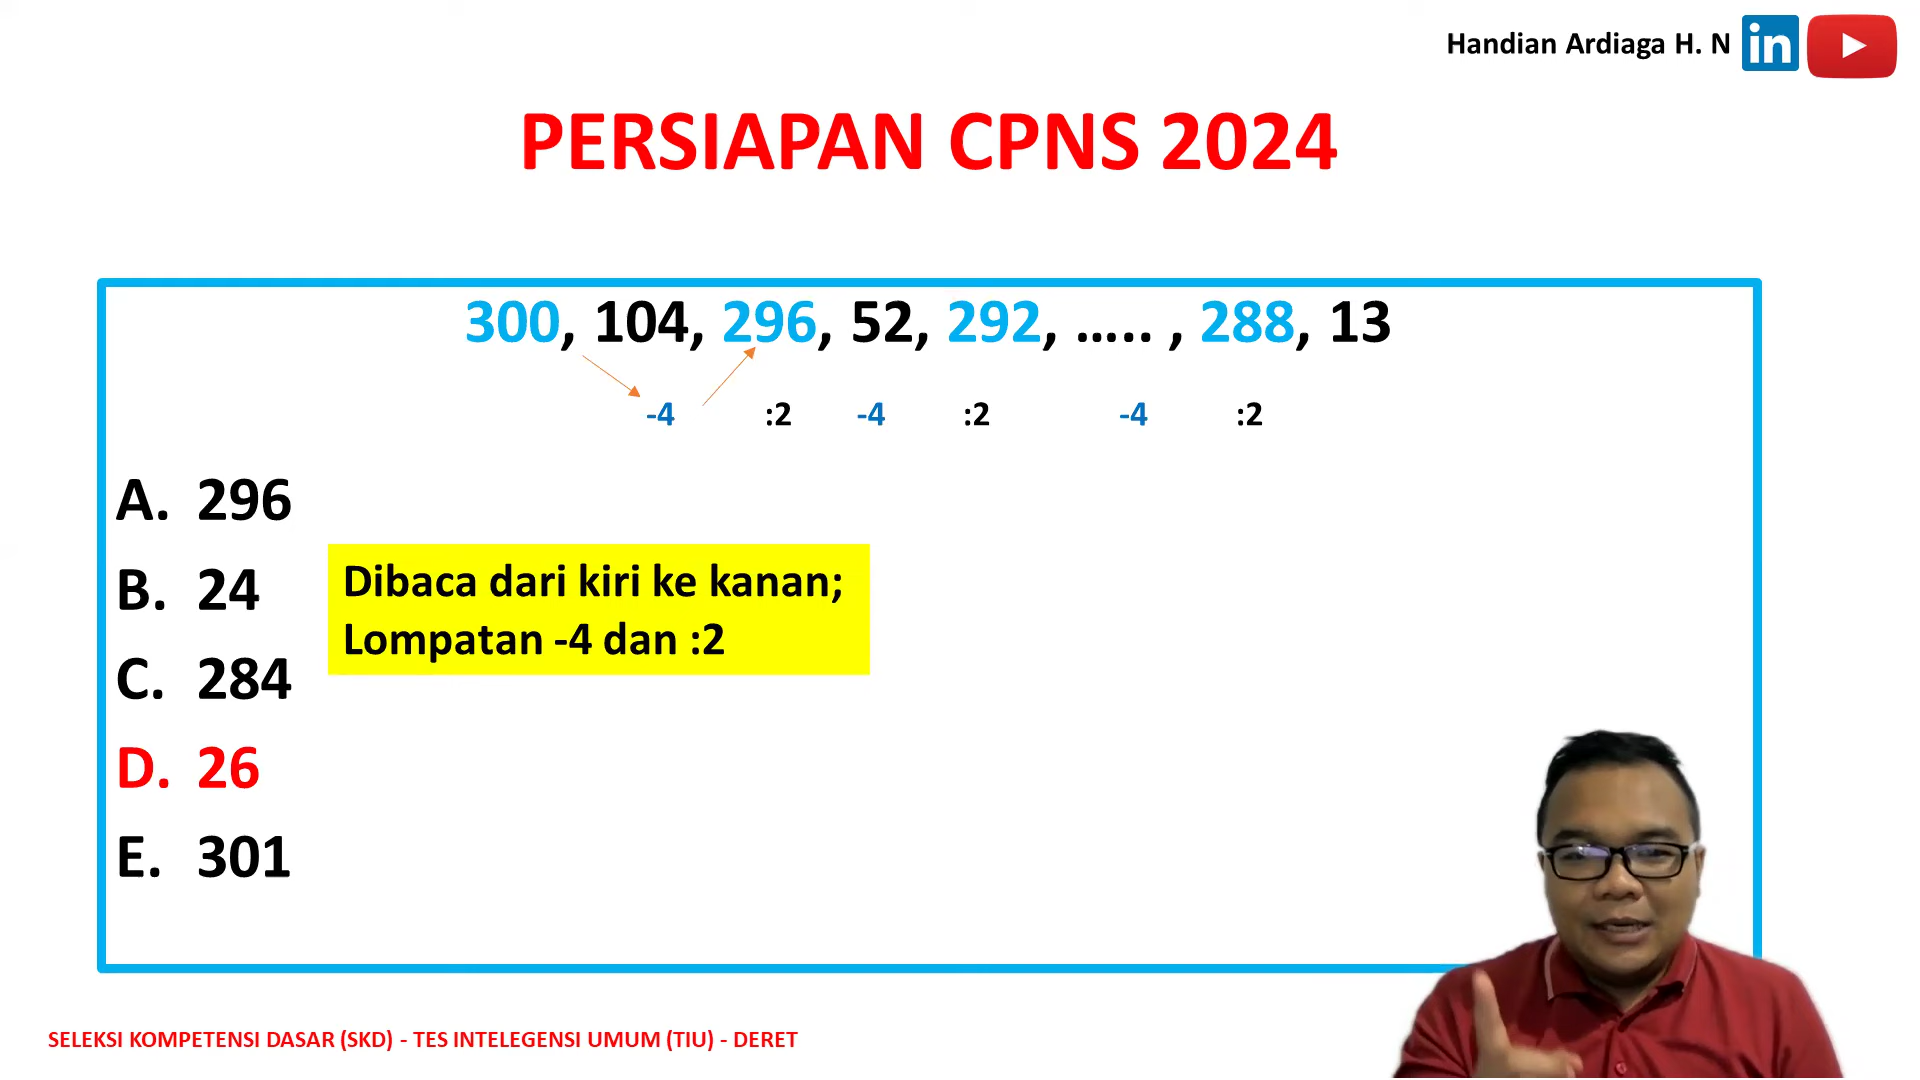 Handian Ardiaga H. N in
PERSIAPAN CPNS 2024
300, 104, 296, 52, 292, ….. , 288, 13
-4 :2 -4 :2 -4 :2
A. 296
B. 24
Dibaca dari kiri ke kanan;
Lompatan -4 dan :2
C. 284
D. 26
E. 301
SELEKSI KOMPETENSI DASAR (SKD) - TES INTELEGENSI UMUM (TIU) - DERET